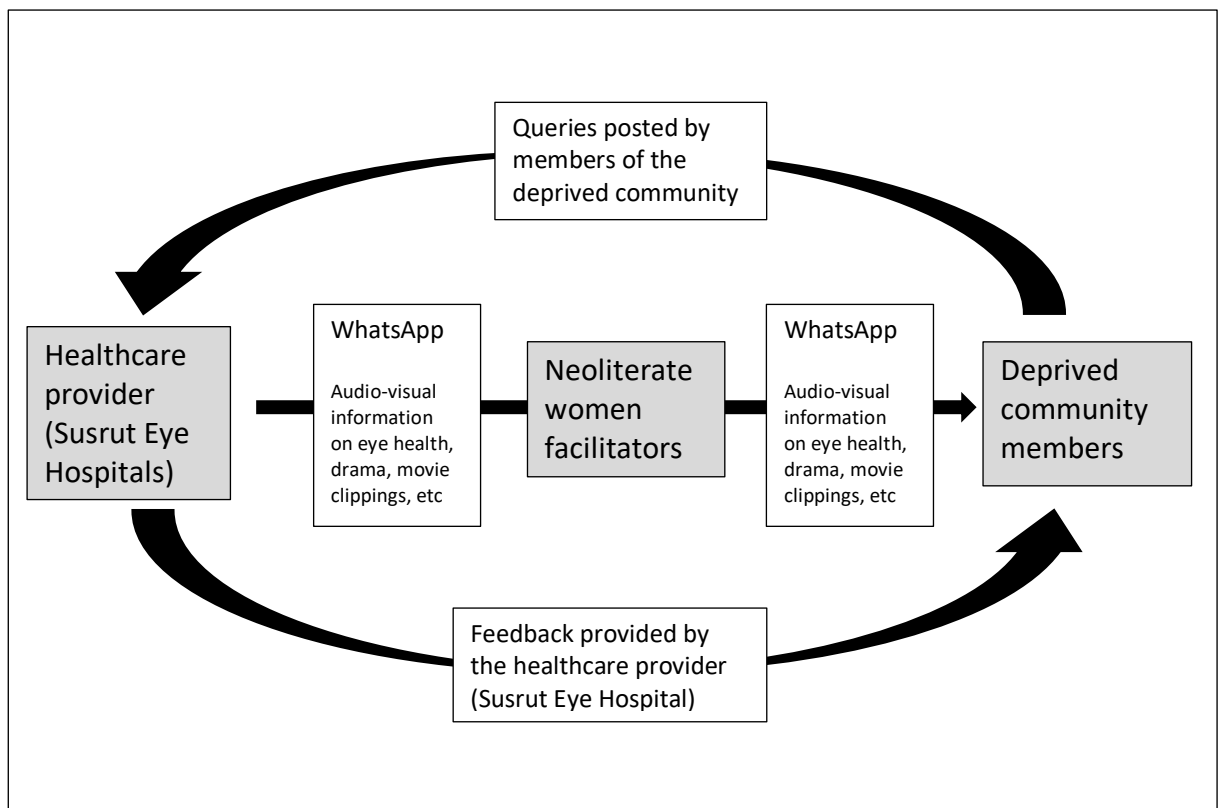 Queries posted by
members of the
deprived community
Healthcare
provider
(Susrut Eye
Hospitals)
WhatsApp
Audio-visual
information
on eye health,
drama, movie
clippings, etc
Neoliterate
women
facilitators
WhatsApp
Audio-visual
information
on eye health,
drama, movie
clippings, etc
Deprived
community
members
Feedback provided by
the healthcare provider
(Susrut Eye Hospital)